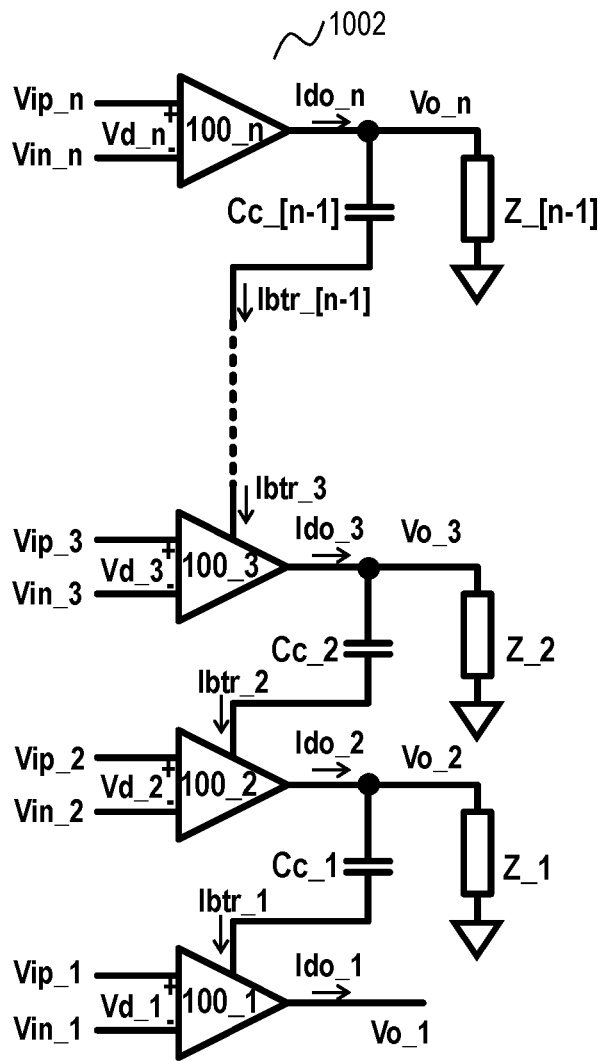 1002
Vip_n
+
Vd_n
-
Vin_n
100_n
Ido_n
Vo_n
Cc_[n-1]
Z_[n-1]
Ibtr_[n-1]
Ibtr_3
Vip_3
+
Vd_3
-
Vin_3
100_3
Ido_3
Vo_3
Cc_2
Z_2
Ibtr_2
Vip_2
+
Vd_2
-
Vin_2
100_2
Ido_2
Vo_2
Cc_1
Z_1
Ibtr_1
Vip_1
+
Vd_1
-
Vin_1
100_1
Ido_1
Vo_1